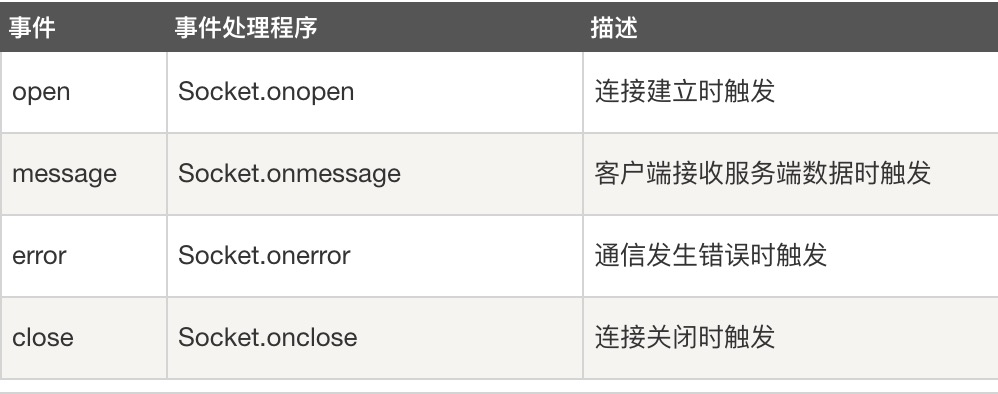 事件 事件处理程序 描述
open Socket.onopen 连接建立时触发
message Socket.onmessage 客户端接收服务端数据时触发
error Socket.onerror 通信发生错误时触发
close Socket.onclose 连接关闭时触发